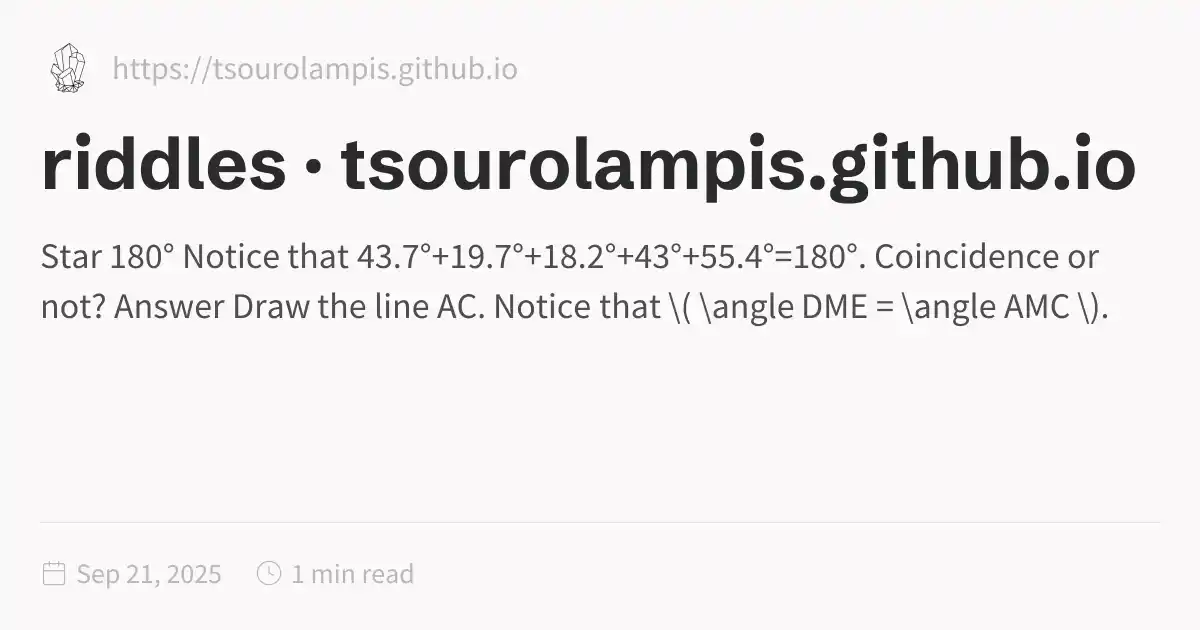 https://tsourolampis.github.io
riddles · tsourolampis.github.io
Star 180° Notice that 43.7°+19.7°+18.2°+43°+55.4°=180°. Coincidence or
not? Answer Draw the line AC. Notice that \( \angle DME = \angle AMC \).
Sep 21, 2025 1 min read